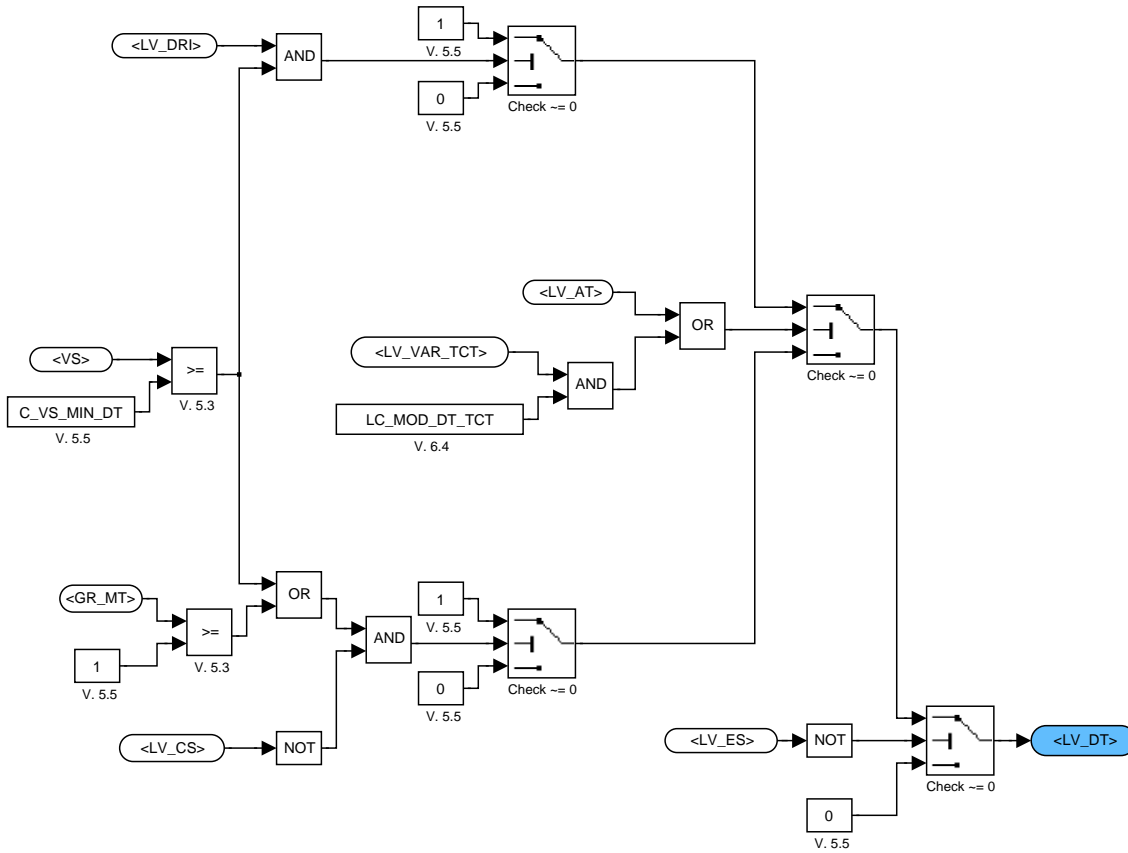 1
V. 5.5
<LV_DRI>
AND
0
V. 5.5
Check ~= 0
<LV_AT>
OR
<VS>
>=
V. 5.3
C_VS_MIN_DT
V. 5.5
<LV_VAR_TCT>
AND
LC_MOD_DT_TCT
V. 6.4
Check ~= 0
<GR_MT>
>=
V. 5.3
1
V. 5.5
OR
AND
1
V. 5.5
0
V. 5.5
Check ~= 0
<LV_CS>
NOT
<LV_ES>
NOT
0
V. 5.5
Check ~= 0
<LV_DT>